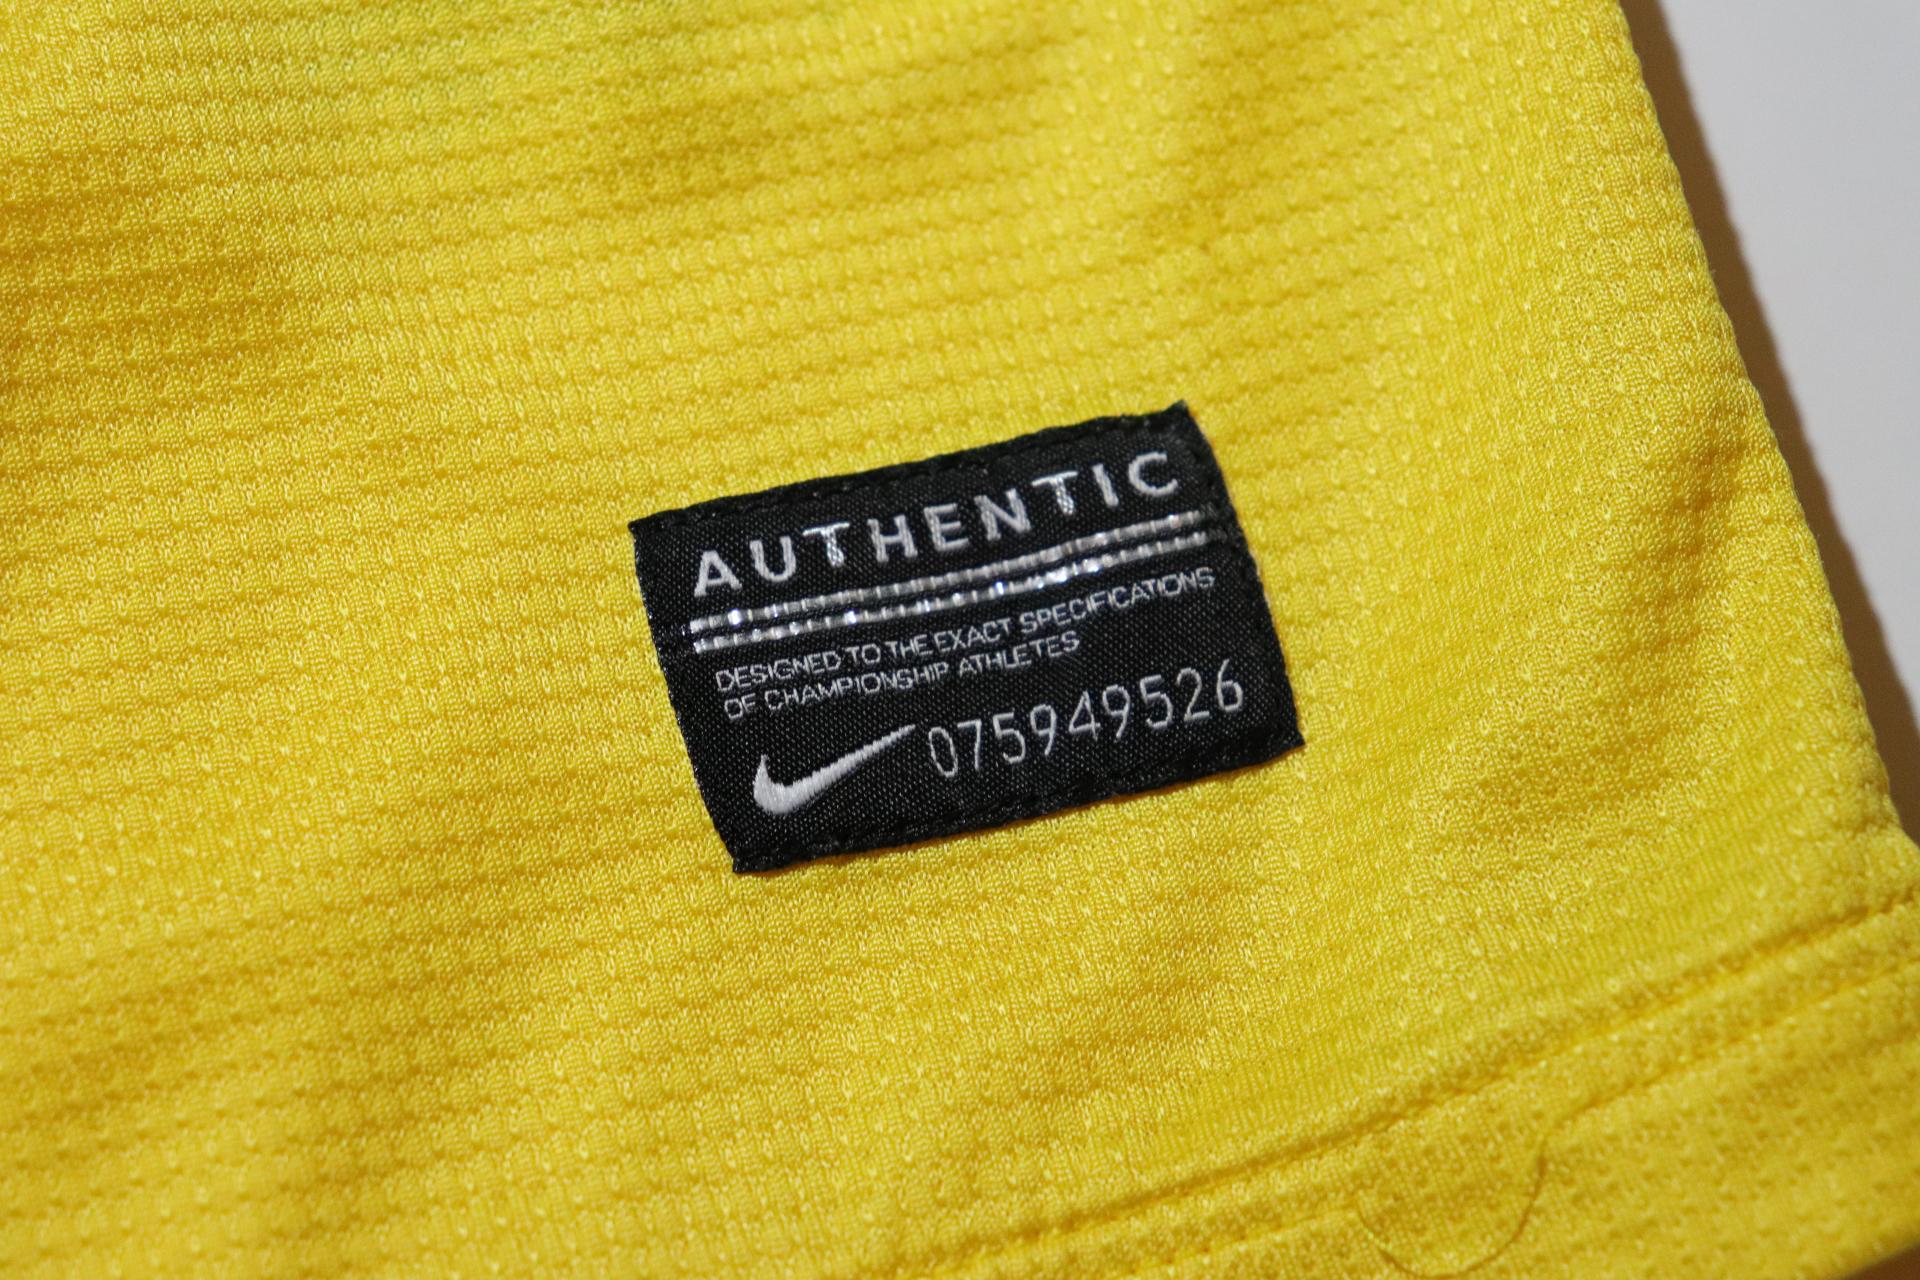 AUTHENTIC
DESIGNED TO THE EXACT SPECIFICATIONS
OF CHAMPIONSHIP ATHLETES
075949526